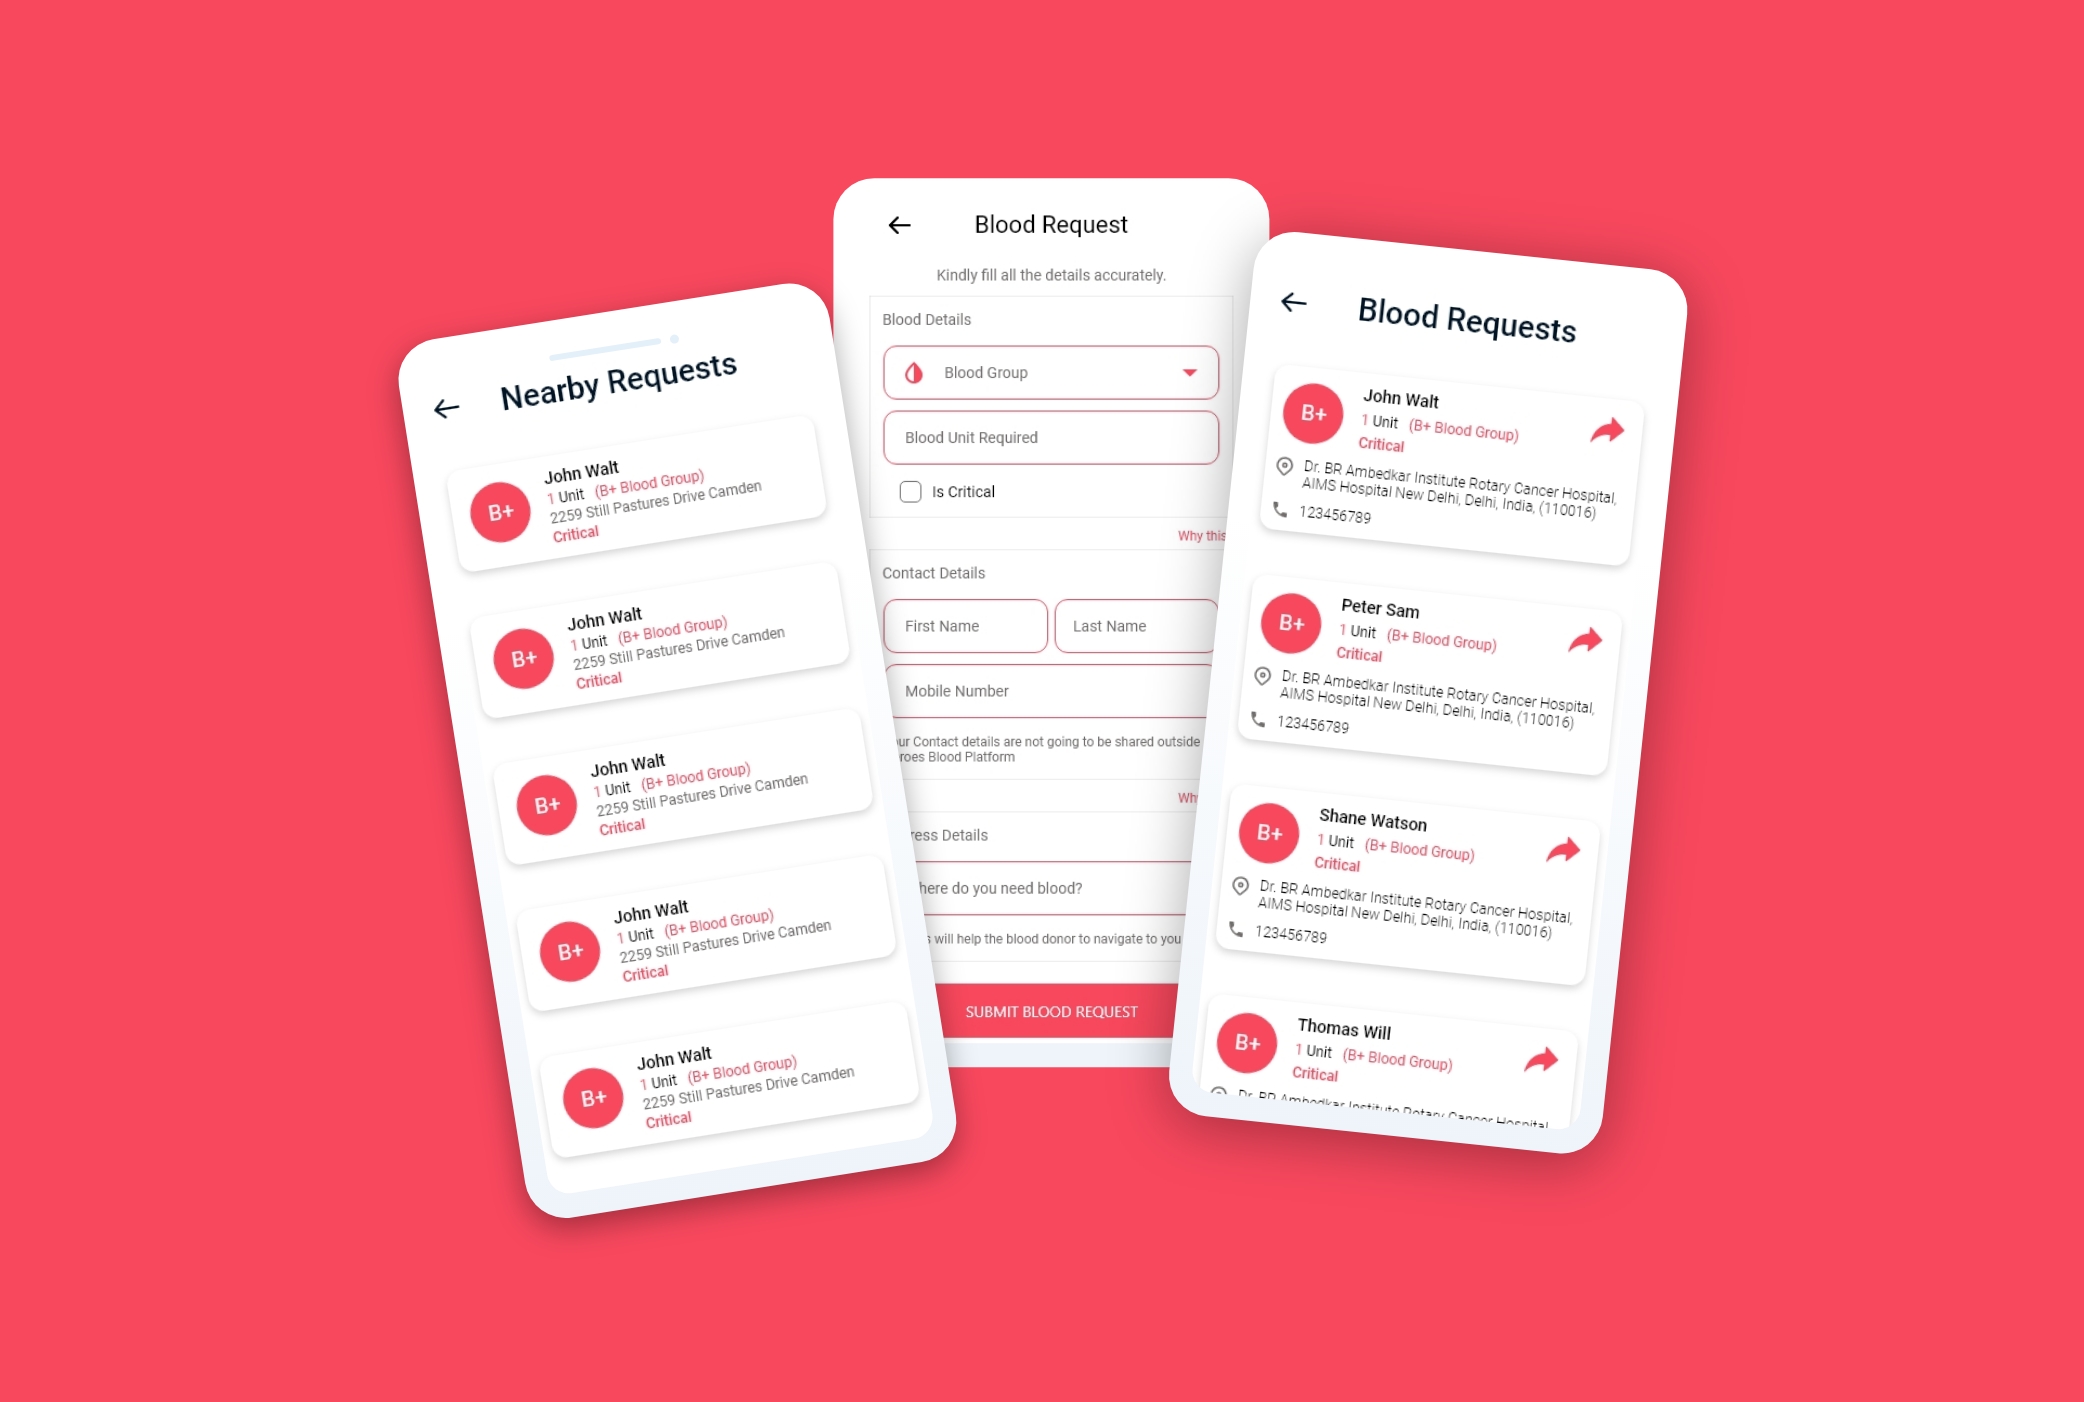 Nearby Requests
B+
John Walt
1 Unit (B+ Blood Group)
2259 Still Pastures Drive Camden
Critical
B+
John Walt
1 Unit (B+ Blood Group)
2259 Still Pastures Drive Camden
Critical
B+
John Walt
1 Unit (B+ Blood Group)
2259 Still Pastures Drive Camden
Critical
B+
John Walt
1 Unit (B+ Blood Group)
2259 Still Pastures Drive Camden
Critical
B+
John Walt
1 Unit (B+ Blood Group)
2259 Still Pastures Drive Camden
Critical
Blood Request
Kindly fill all the details accurately.
Blood Details
Blood Group
Blood Unit Required
Is Critical
Why this
Contact Details
First Name
Last Name
Mobile Number
ur Contact details are not going to be shared outside
roes Blood Platform
Wh
ress Details
here do you need blood?
s will help the blood donor to navigate to you
SUBMIT BLOOD REQUEST
Blood Requests
B+
John Walt
1 Unit (B+ Blood Group)
Critical
Dr. BR Ambedkar Institute Rotary Cancer Hospital,
AIMS Hospital New Delhi, Delhi, India, (110016)
123456789
B+
Peter Sam
1 Unit (B+ Blood Group)
Critical
Dr. BR Ambedkar Institute Rotary Cancer Hospital,
AIMS Hospital New Delhi, Delhi, India, (110016)
123456789
B+
Shane Watson
1 Unit (B+ Blood Group)
Critical
Dr. BR Ambedkar Institute Rotary Cancer Hospital,
AIMS Hospital New Delhi, Delhi, India, (110016)
123456789
B+
Thomas Will
1 Unit (B+ Blood Group)
Critical
Dr. BR Ambedkar Institute Rotary Cancer Hospital,